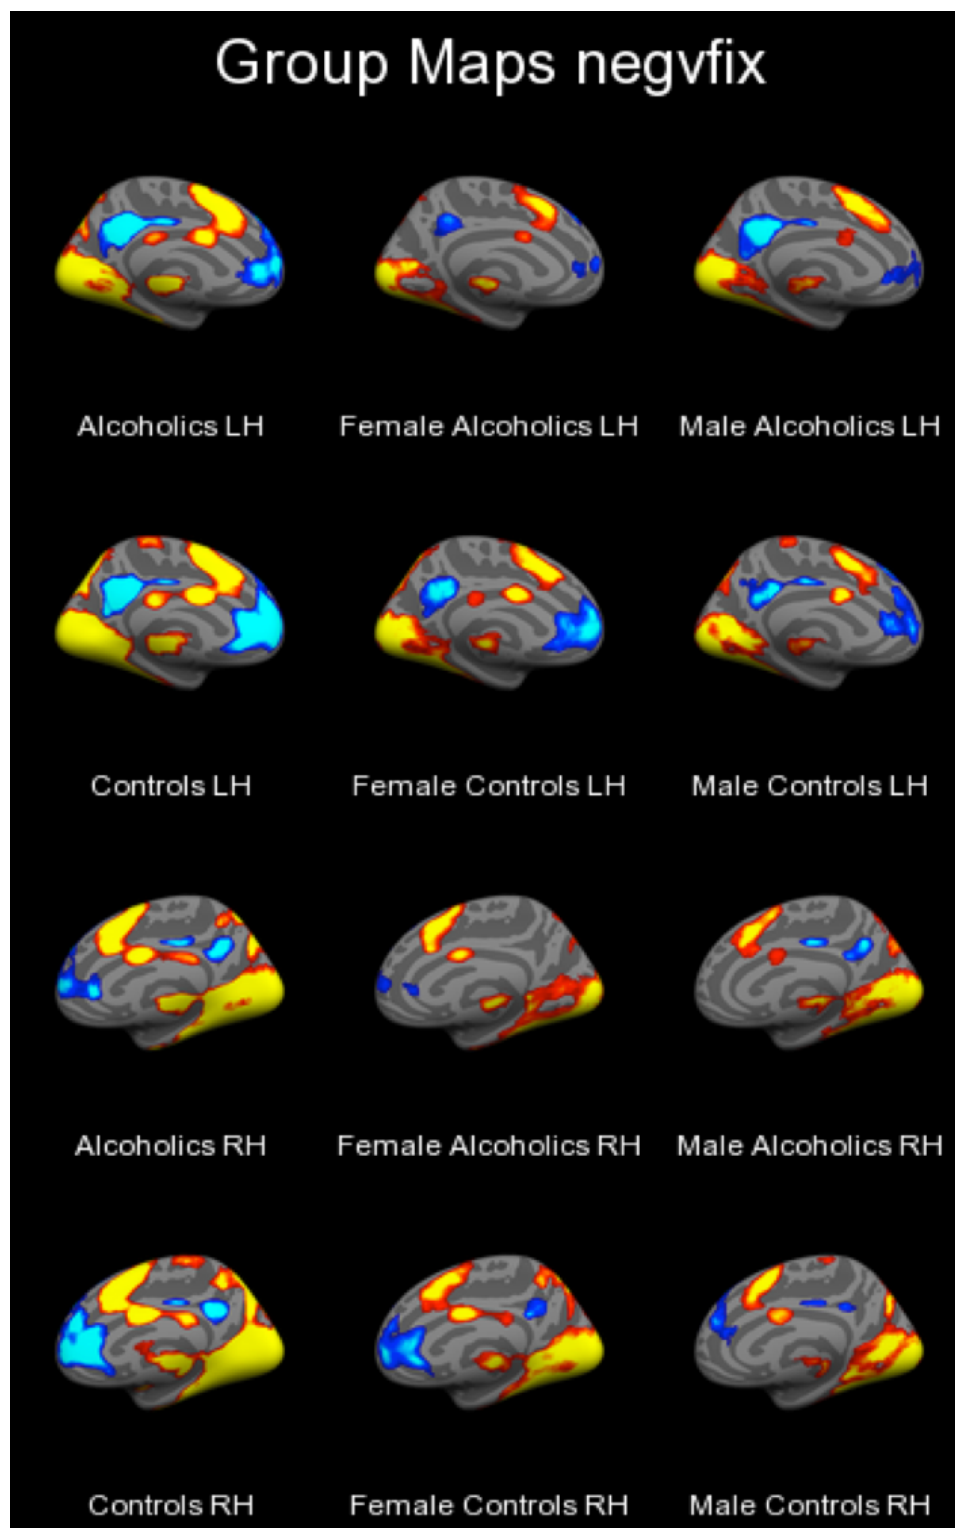 Group Maps negvfix
Alcoholics LH
Female Alcoholics LH
Male Alcoholics LH
Controls LH
Female Controls LH
Male Controls LH
Alcoholics RH
Female Alcoholics RH
Male Alcoholics RH
Controls RH
Female Controls RH
Male Controls RH